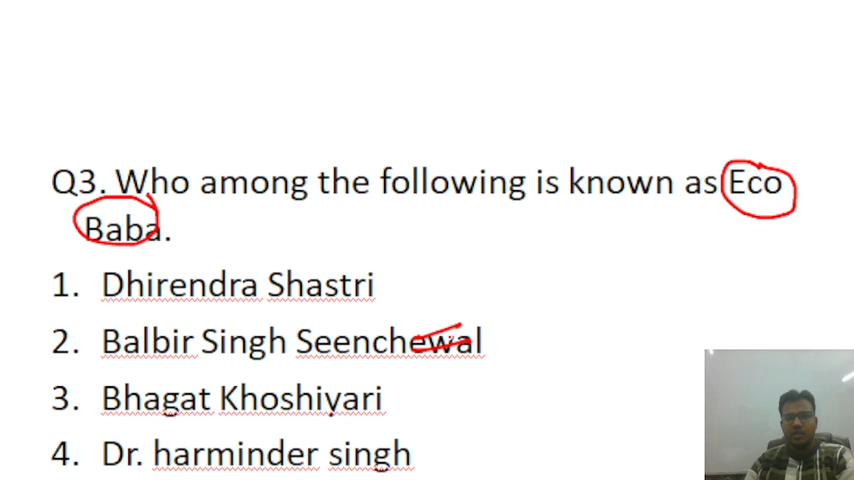 Q3. Who among the following is known as Eco
Baba.
1. Dhirendra Shastri
2. Balbir Singh Seenchewal
3. Bhagat Khoshiyari
4. Dr. harminder singh